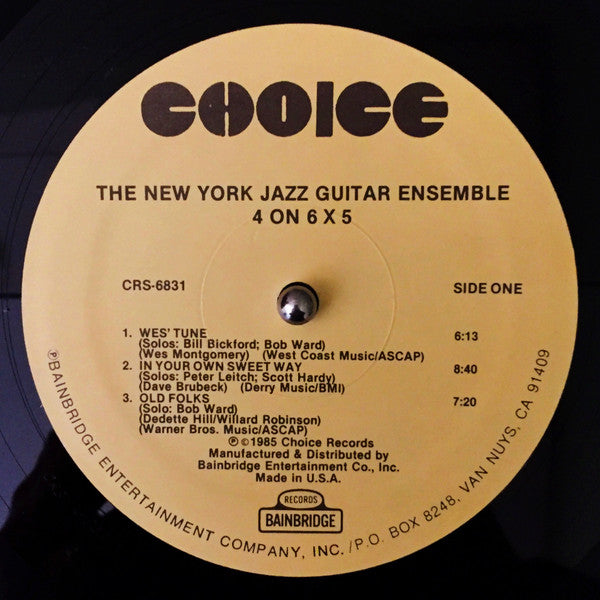 CHOICE
THE NEW YORK JAZZ GUITAR ENSEMBLE
4 ON 6 X 5
CRS-6831
SIDE ONE
1. WES' TUNE 6:13
(Solos: Bill Bickford; Bob Ward)
(Wes Montgomery) (West Coast Music/ASCAP)
2. IN YOUR OWN SWEET WAY 8:40
(Solos: Peter Leitch; Scott Hardy)
(Dave Brubeck) (Derry Music/BMI)
3. OLD FOLKS 7:20
(Solo: Bob Ward)
(Dedette Hill/Willard Robinson)
(Warner Bros. Music/ASCAP)
℗©1985 Choice Records
Manufactured & Distributed by
Bainbridge Entertainment Co., Inc.
Made in U.S.A.
RECORDS
BAINBRIDGE
℗BAINBRIDGE ENTERTAINMENT COMPANY, INC./P.O. BOX 8248, VAN NUYS, CA 91409